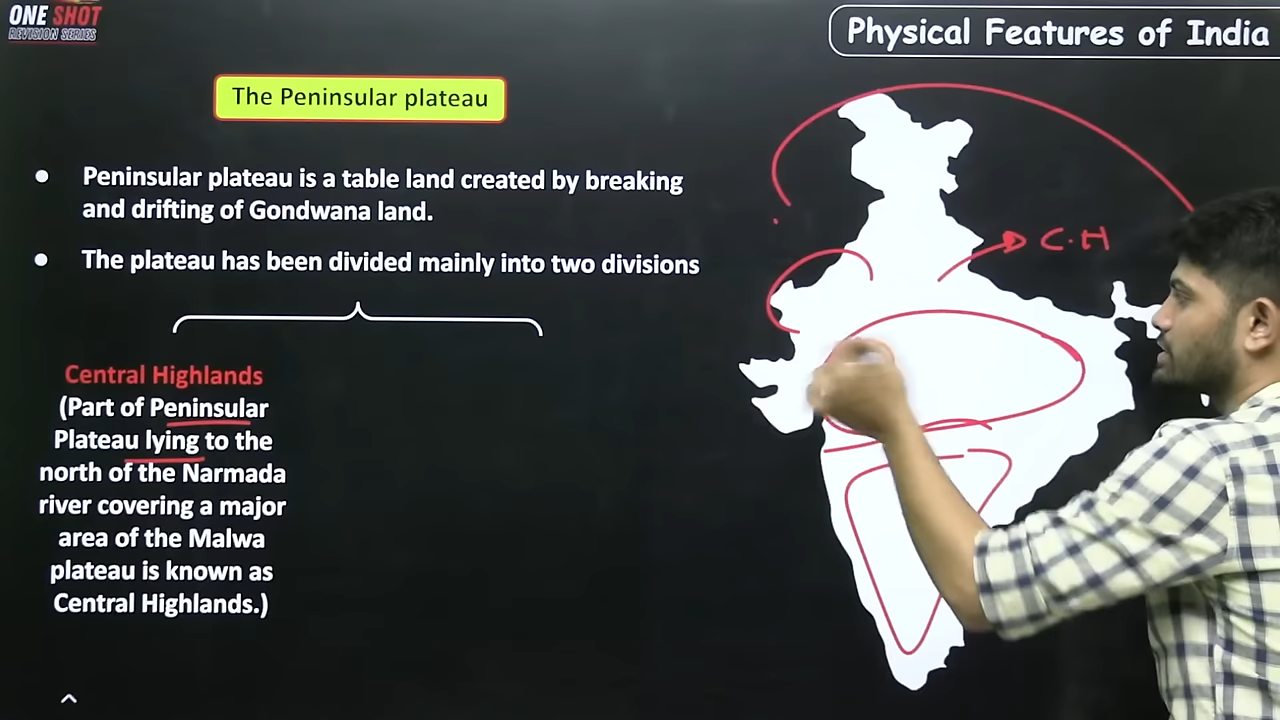 ONE SHOT
REVISION SERIES
Physical Features of India
The Peninsular plateau
• Peninsular plateau is a table land created by breaking
and drifting of Gondwana land.
• The plateau has been divided mainly into two divisions
C.H
Central Highlands
(Part of Peninsular
Plateau lying to the
north of the Narmada
river covering a major
area of the Malwa
plateau is known as
Central Highlands.)